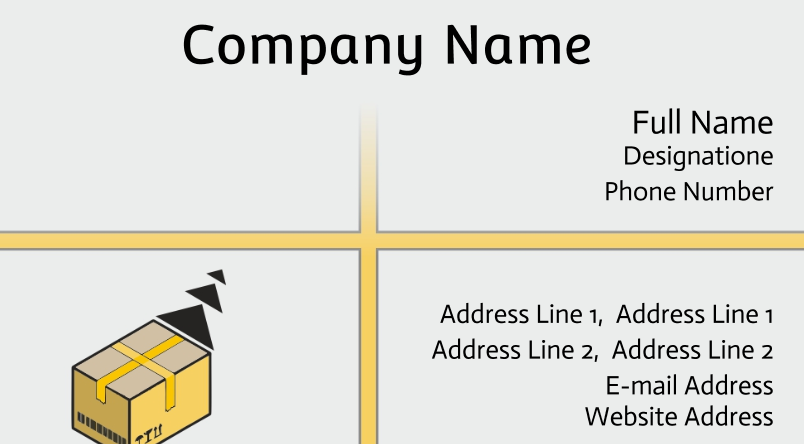 Company Name
Full Name
Designatione
Phone Number
Address Line 1,  Address Line 1
Address Line 2,  Address Line 2
E-mail Address
Website Address